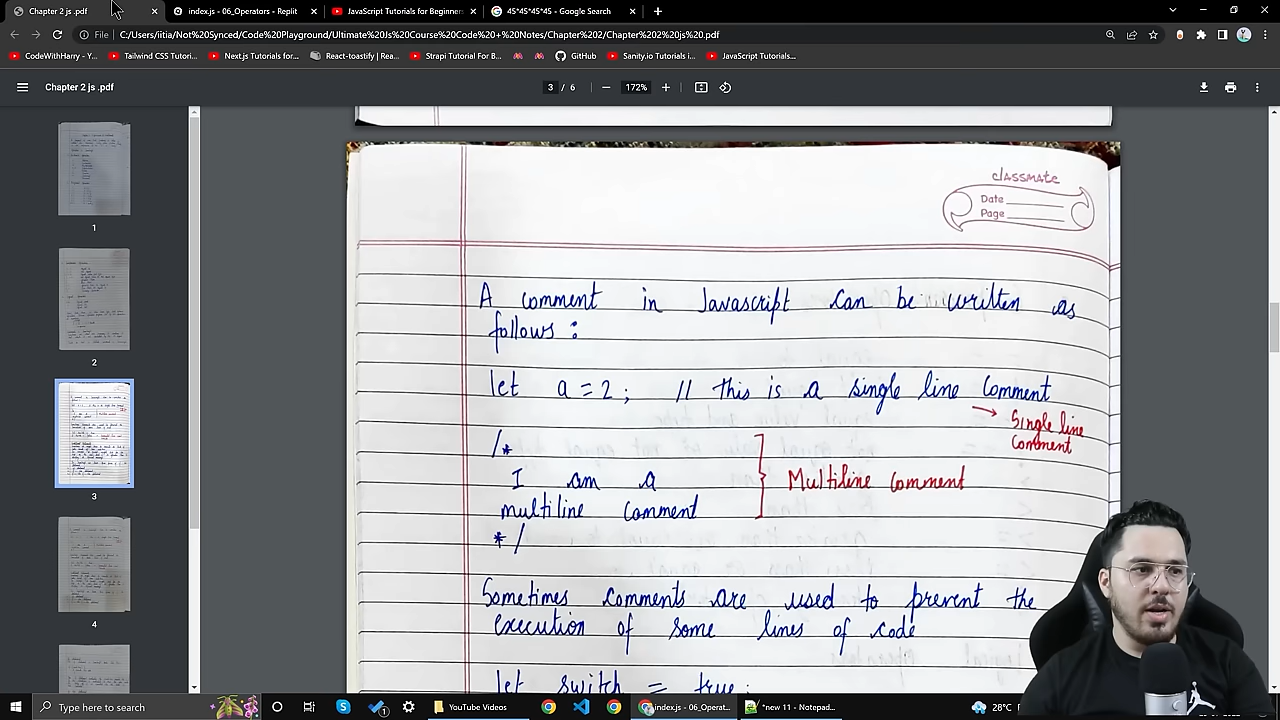 Chapter 2 js .pdf
index.js - 06_Operators - Replit
JavaScript Tutorials for Beginner
45*45*45*45 - Google Search
File
C:/Users/iitia/Not%20Synced/Code%20Playground/Ultimate%20Js%20Course%20Code%20+%20Notes/Chapter%202/Chapter%202%20js%20.pdf
CodeWithHarry - Y...
Tailwind CSS Tutori...
Next.js Tutorials for...
React-toastify | Rea...
Strapi Tutorial For B...
GitHub
Sanity.io Tutorials i...
JavaScript Tutorials...
Chapter 2 js .pdf
3 / 6
172%
1
2
3
4
classmate
Date
Page
A comment in Javascript can be written as
follows :
let a = 2 ; // this is a single line comment
Single line
Comment
/*
I am a
multiline comment
*/
Multiline comment
Sometimes comments are used to prevent the
execution of some lines of code
let switch = true;
Type here to search
YouTube Videos
index.js - 06_Operat...
*new 11 - Notepad...
28°C